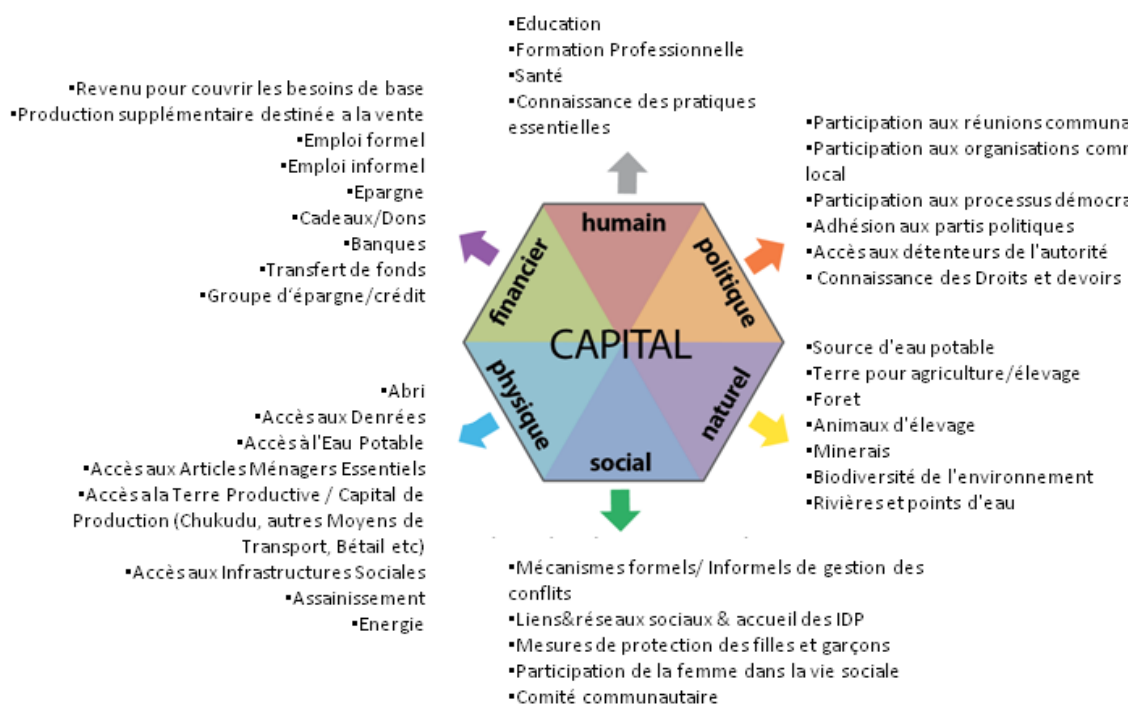 ▪Education
▪Formation Professionnelle
▪Santé
▪Connaissance des pratiques
essentielles
▪Revenu pour couvrir les besoins de base
▪Production supplémentaire destinée a la vente
▪Emploi formel
▪Emploi informel
▪Epargne
▪Cadeaux/Dons
▪Banques
▪Transfert de fonds
▪Groupe d'épargne/crédit
▪Participation aux réunions communa
▪Participation aux organisations comm
local
▪Participation aux processus démocra
▪Adhésion aux partis politiques
▪Accès aux détenteurs de l'autorité
▪ Connaissance des Droits et devoirs
humain
financier
politique
CAPITAL
physique
naturel
social
▪Abri
▪Accès aux Denrées
▪Accès à l'Eau Potable
▪Accès aux Articles Ménagers Essentiels
▪Accès a la Terre Productive / Capital de
Production (Chukudu, autres Moyens de
Transport, Bétail etc)
▪Accès aux Infrastructures Sociales
▪Assainissement
▪Energie
▪Source d'eau potable
▪Terre pour agriculture/élevage
▪Foret
▪Animaux d'élevage
▪Minerais
▪Biodiversité de l'environnement
▪Rivières et points d'eau
▪Mécanismes formels/ Informels de gestion des
conflits
▪Liens&réseaux sociaux & accueil des IDP
▪Mesures de protection des filles et garçons
▪Participation de la femme dans la vie sociale
▪Comité communautaire